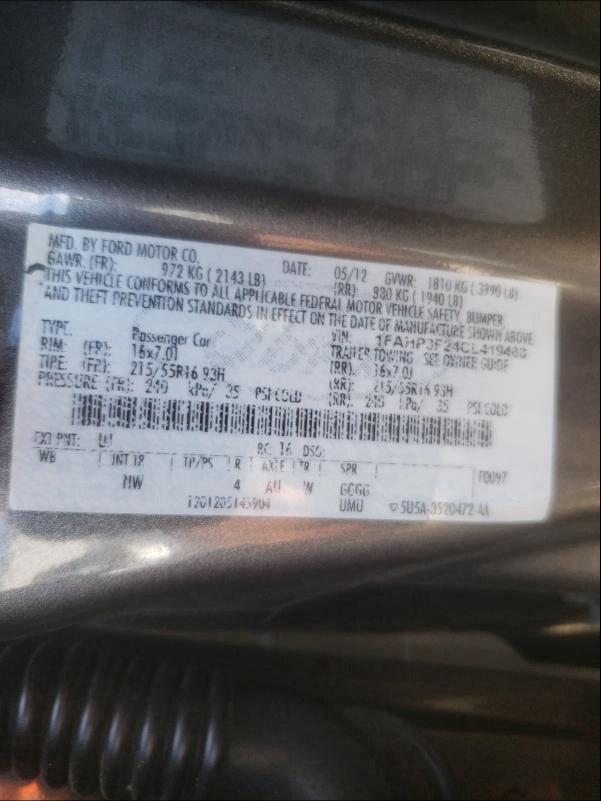 MFD. BY FORD MOTOR CO. DATE: 05/12 GVWR: 1810 KG ( 3990 LB)
GAWR. (FR): 972 KG ( 2143 LB) (RR): 880 KG ( 1940 LB)
THIS VEHICLE CONFORMS TO ALL APPLICABLE FEDERAL MOTOR VEHICLE SAFETY, BUMPER,
AND THEFT PREVENTION STANDARDS IN EFFECT ON THE DATE OF MANUFACTURE SHOWN ABOVE
VIN:
TYPE: Passenger Car TRAILER TOWING - SEE OWNER GUIDE
RIM: (FR): 16x7.0J (RR): 16x7.0J
TIRE: (FR): 215/55R16 93H (RR): 215/55R16 93H
PRESSURE (FR): 240 kPa/ 35 PSI COLD (RR): 240 kPa/ 35 PSI COLD
EXT PNT: RC: 16 DSO:
WB INT TR TP/PS R AXLE TR SPR F0097
NW 4 AU W GGGG
UMU ▽ 5U5A-3520472-AA